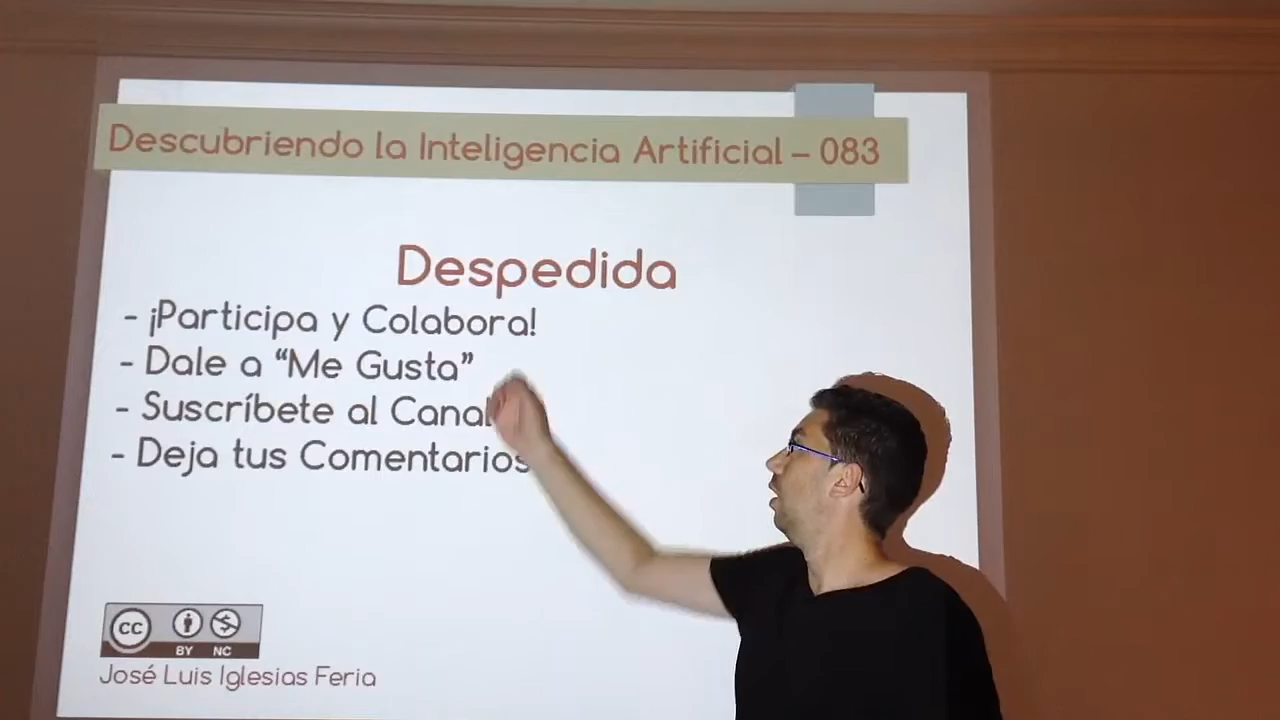 Descubriendo la Inteligencia Artificial – 083
Despedida
- ¡Participa y Colabora!
- Dale a “Me Gusta”
- Suscríbete al Canal
- Deja tus Comentarios
CC
BY NC
José Luis Iglesias Feria